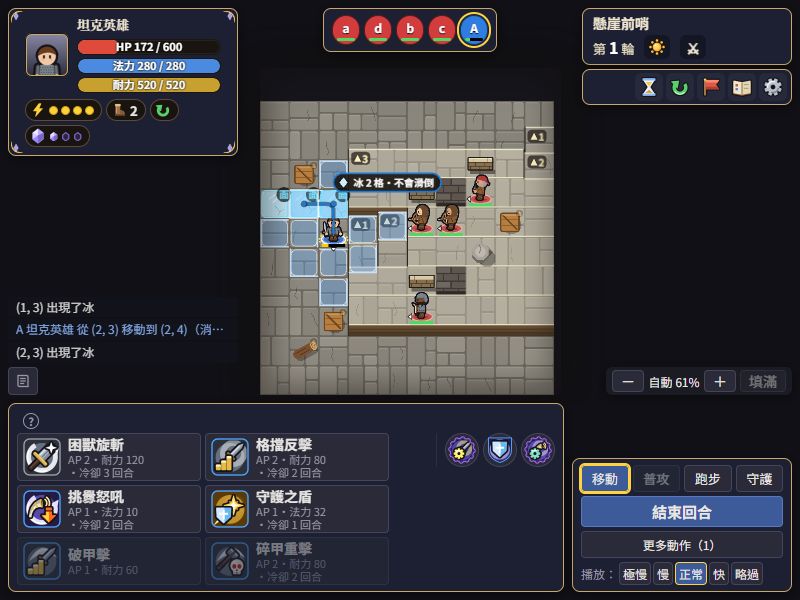 坦克英雄
HP 172 / 600
法力 280 / 280
耐力 520 / 520
2
a
d
b
c
A
懸崖前哨
第 1 輪
▲1
▲2
▲3
冰 2 格・不會滑倒
▲1
▲2
(1, 3) 出現了冰
A 坦克英雄 從 (2, 3) 移動到 (2, 4)（消…
(2, 3) 出現了冰
− 自動 61% + 填滿
?
困獸旋斬
AP 2・耐力 120
・冷卻 3 回合
格擋反擊
AP 2・耐力 80
・冷卻 2 回合
挑釁怒吼
AP 1・法力 10
・冷卻 2 回合
守護之盾
AP 1・法力 32
・冷卻 1 回合
破甲擊
AP 1・耐力 60
碎甲重擊
AP 2・耐力 80
・冷卻 2 回合
移動
普攻
跑步
守護
結束回合
更多動作（1）
播放：
極慢
慢
正常
快
略過